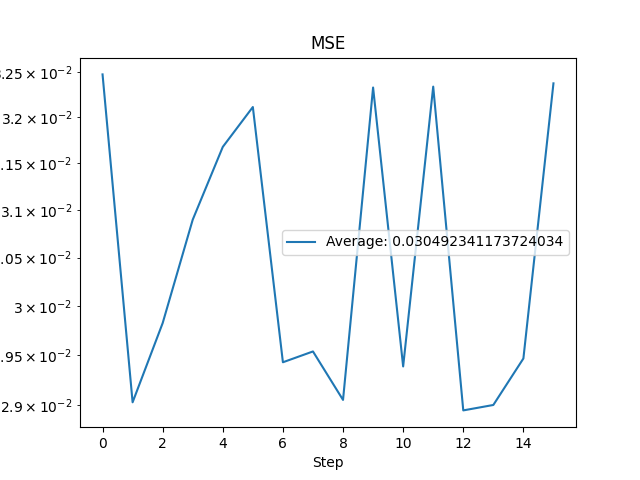 MSE
3.25 × 10⁻²
3.2 × 10⁻²
.15 × 10⁻²
3.1 × 10⁻²
.05 × 10⁻²
3 × 10⁻²
.95 × 10⁻²
2.9 × 10⁻²
Average: 0.030492341173724034
0 2 4 6 8 10 12 14
Step